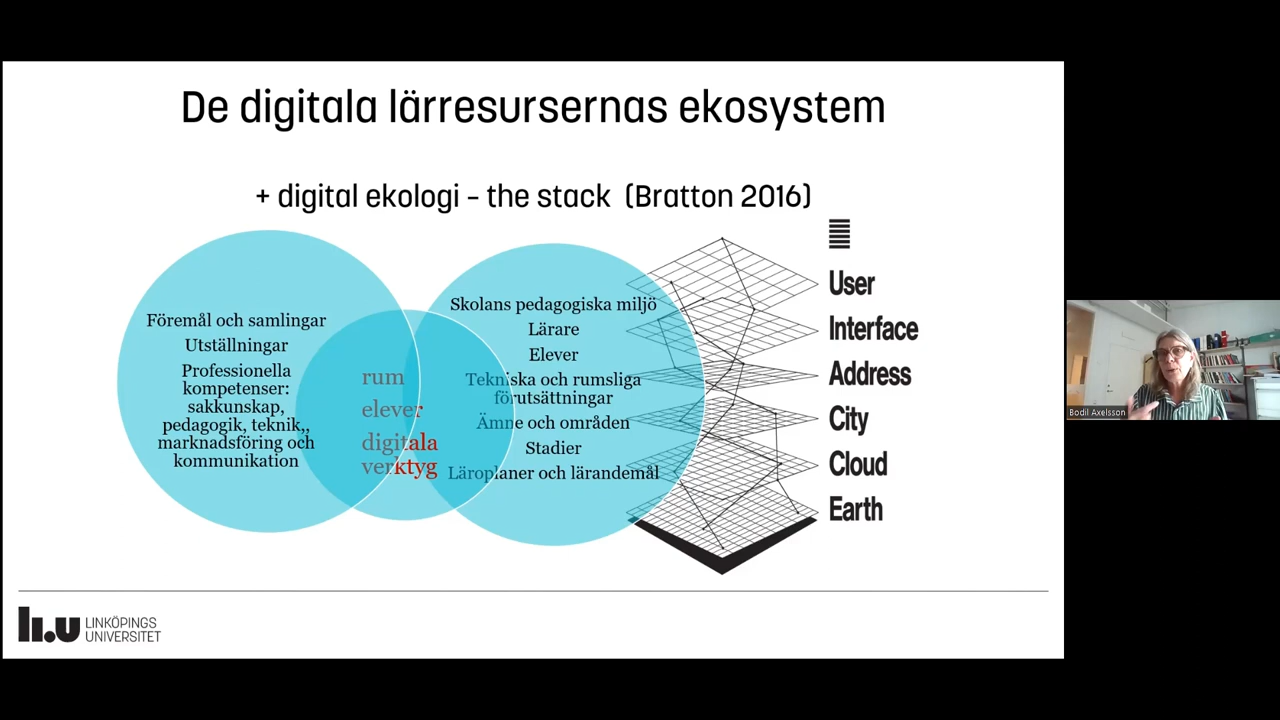 De digitala lärresursernas ekosystem
+ digital ekologi – the stack (Bratton 2016)
Föremål och samlingar
Utställningar
Professionella
kompetenser:
sakkunskap,
pedagogik, teknik,,
marknadsföring och
kommunikation
rum
elever
digitala
verktyg
Skolans pedagogiska miljö
Lärare
Elever
Tekniska och rumsliga
förutsättningar
Ämne och områden
Stadier
Läroplaner och lärandemål
User
Interface
Address
City
Cloud
Earth
Bodil Axelsson
li.u LINKÖPINGS
UNIVERSITET